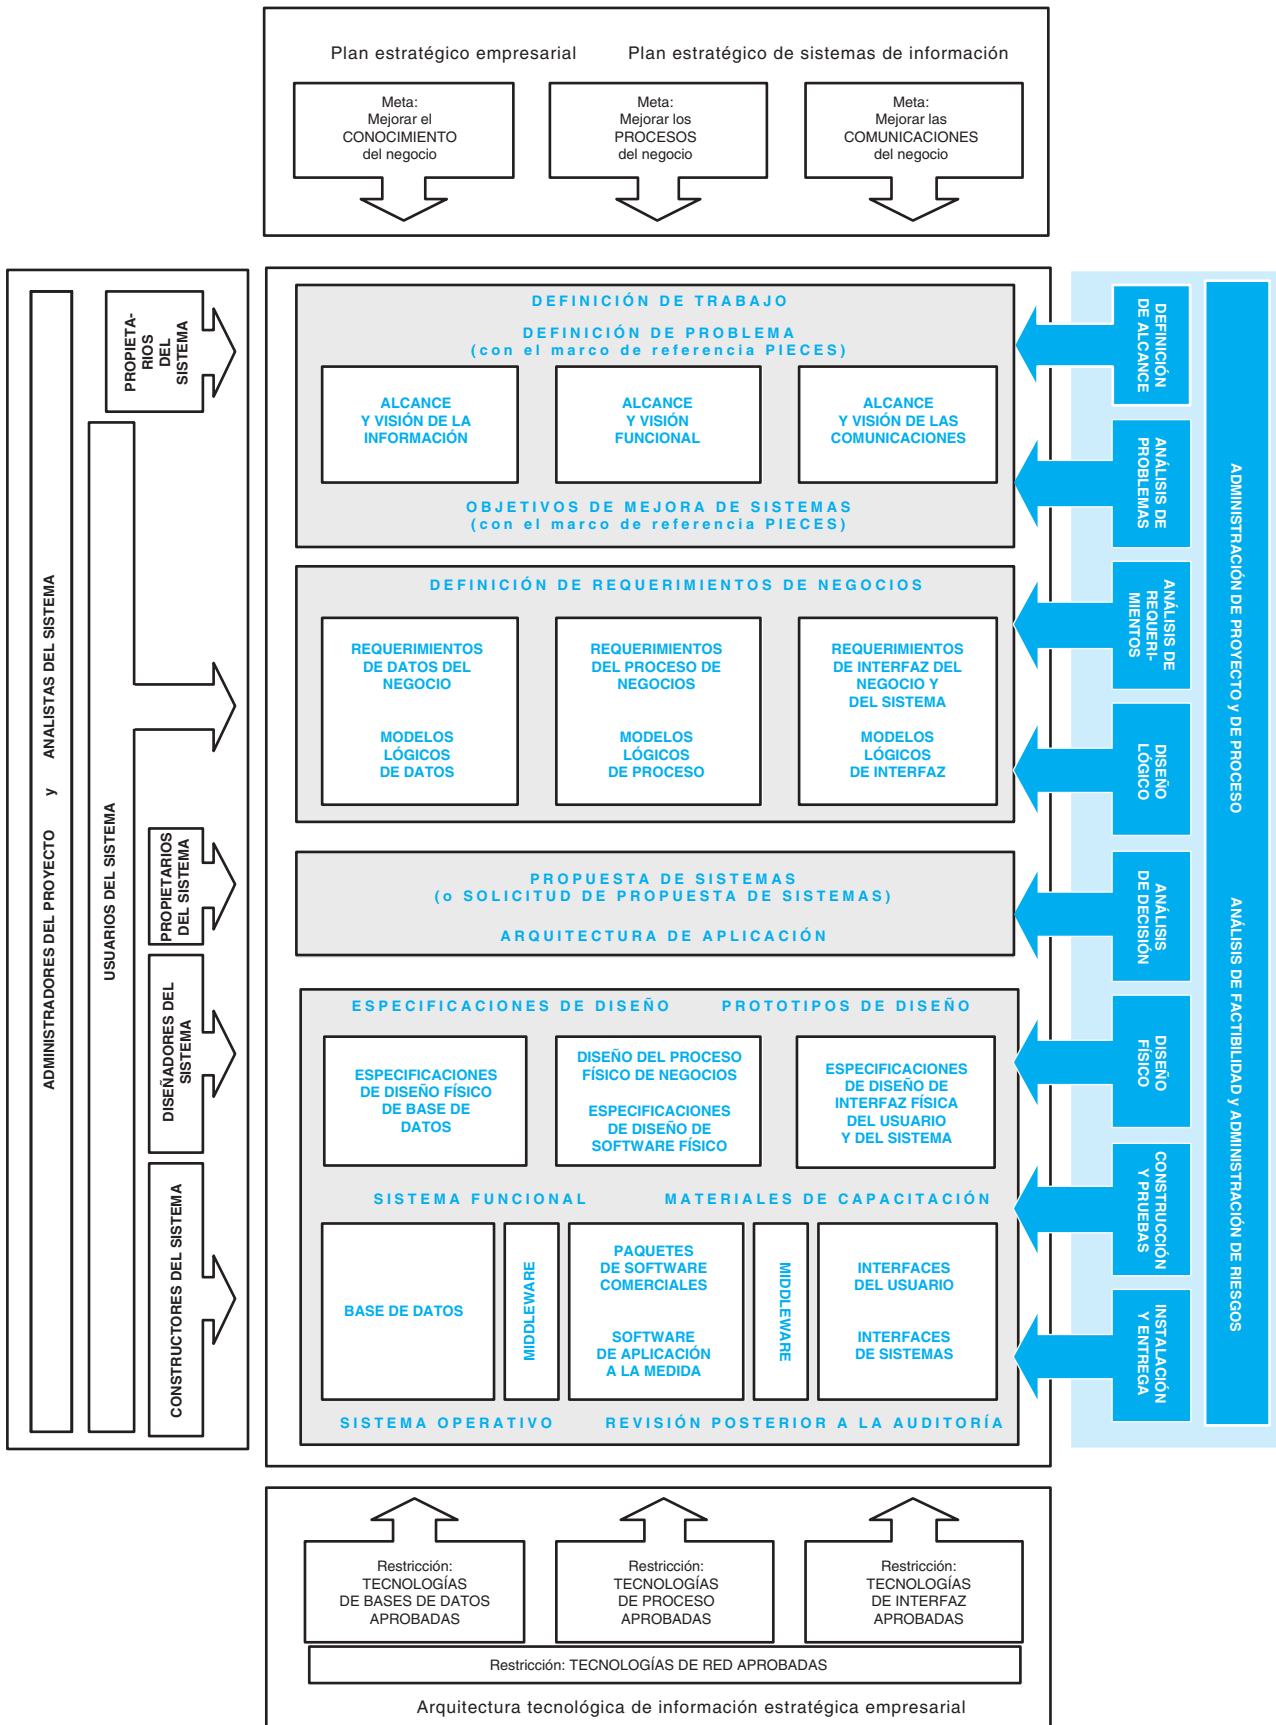 Plan estratégico empresarial
Plan estratégico de sistemas de información
Meta:
Mejorar el
CONOCIMIENTO
del negocio
Meta:
Mejorar los
PROCESOS
del negocio
Meta:
Mejorar las
COMUNICACIONES
del negocio
ADMINISTRADORES DEL PROYECTO y ANALISTAS DEL SISTEMA
USUARIOS DEL SISTEMA
PROPIETA-
RIOS
DEL
SISTEMA
PROPIETARIOS
DEL SISTEMA
DISEÑADORES DEL
SISTEMA
CONSTRUCTORES DEL SISTEMA
DEFINICIÓN DE TRABAJO
DEFINICIÓN DE PROBLEMA
(con el marco de referencia PIECES)
ALCANCE
Y VISIÓN DE LA
INFORMACIÓN
ALCANCE
Y VISIÓN
FUNCIONAL
ALCANCE
Y VISIÓN DE LAS
COMUNICACIONES
OBJETIVOS DE MEJORA DE SISTEMAS
(con el marco de referencia PIECES)
DEFINICIÓN DE REQUERIMIENTOS DE NEGOCIOS
REQUERIMIENTOS
DE DATOS DEL
NEGOCIO
MODELOS
LÓGICOS
DE DATOS
REQUERIMIENTOS
DEL PROCESO DE
NEGOCIOS
MODELOS
LÓGICOS
DE PROCESO
REQUERIMIENTOS
DE INTERFAZ DEL
NEGOCIO Y
DEL SISTEMA
MODELOS
LÓGICOS
DE INTERFAZ
PROPUESTA DE SISTEMAS
(o SOLICITUD DE PROPUESTA DE SISTEMAS)
ARQUITECTURA DE APLICACIÓN
ESPECIFICACIONES DE DISEÑO
PROTOTIPOS DE DISEÑO
ESPECIFICACIONES
DE DISEÑO FÍSICO
DE BASE DE
DATOS
DISEÑO DEL PROCESO
FÍSICO DE NEGOCIOS
ESPECIFICACIONES
DE DISEÑO DE
SOFTWARE FÍSICO
ESPECIFICACIONES
DE DISEÑO DE
INTERFAZ FÍSICA
DEL USUARIO
Y DEL SISTEMA
SISTEMA FUNCIONAL
MATERIALES DE CAPACITACIÓN
BASE DE DATOS
MIDDLEWARE
PAQUETES
DE SOFTWARE
COMERCIALES
SOFTWARE
DE APLICACIÓN
A LA MEDIDA
MIDDLEWARE
INTERFACES
DEL USUARIO
INTERFACES
DE SISTEMAS
SISTEMA OPERATIVO
REVISIÓN POSTERIOR A LA AUDITORÍA
DEFINICIÓN
DE ALCANCE
ANÁLISIS DE
PROBLEMAS
ANÁLISIS DE
REQUERI-
MIENTOS
DISEÑO
LÓGICO
ANÁLISIS
DE DECISIÓN
DISEÑO
FÍSICO
CONSTRUCCIÓN
Y PRUEBAS
INSTALACIÓN
Y ENTREGA
ADMINISTRACIÓN DE PROYECTO y DE PROCESO
ANÁLISIS DE FACTIBILIDAD y ADMINISTRACIÓN DE RIESGOS
Restricción:
TECNOLOGÍAS
DE BASES DE DATOS
APROBADAS
Restricción:
TECNOLOGÍAS
DE PROCESO
APROBADAS
Restricción:
TECNOLOGÍAS
DE INTERFAZ
APROBADAS
Restricción: TECNOLOGÍAS DE RED APROBADAS
Arquitectura tecnológica de información estratégica empresarial